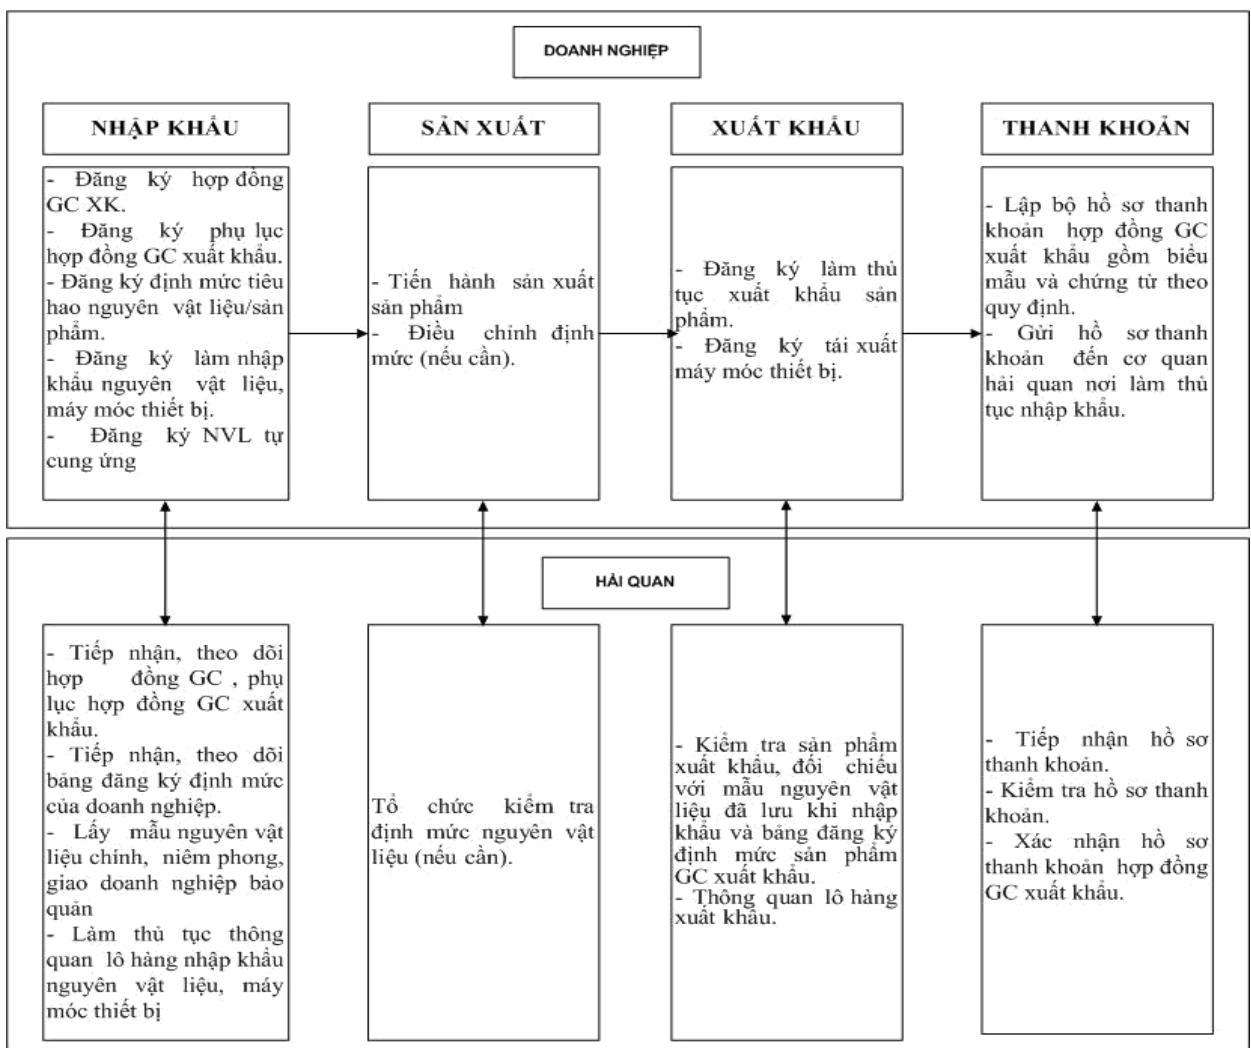 DOANH NGHIỆP
NHẬP KHẨU
- Đăng ký hợp đồng
GC XK.
- Đăng ký phụ lục
hợp đồng GC xuất khẩu.
- Đăng ký định mức tiêu
hao nguyên vật liệu/sản
phẩm.
- Đăng ký làm nhập
khẩu nguyên vật liệu,
máy móc thiết bị.
- Đăng ký NVL tự
cung ứng
SẢN XUẤT
- Tiến hành sản xuất
sản phẩm
- Điều chỉnh định
mức (nếu cần).
XUẤT KHẨU
- Đăng ký làm thủ
tục xuất khẩu sản
phẩm.
- Đăng ký tái xuất
máy móc thiết bị.
THANH KHOẢN
- Lập bộ hồ sơ thanh
khoản hợp đồng GC
xuất khẩu gồm biểu
mẫu và chứng từ theo
quy định.
- Gửi hồ sơ thanh
khoản đến cơ quan
hải quan nơi làm thủ
tục nhập khẩu.
HẢI QUAN
- Tiếp nhận, theo dõi
hợp đồng GC , phụ
lục hợp đồng GC xuất
khẩu.
- Tiếp nhận, theo dõi
bảng đăng ký định mức
của doanh nghiệp.
- Lấy mẫu nguyên vật
liệu chính, niêm phong,
giao doanh nghiệp bảo
quản
- Làm thủ tục thông
quan lô hàng nhập khẩu
nguyên vật liệu, máy
móc thiết bị
Tổ chức kiểm tra
định mức nguyên vật
liệu (nếu cần).
- Kiểm tra sản phẩm
xuất khẩu, đối chiếu
với mẫu nguyên vật
liệu đã lưu khi nhập
khẩu và bảng đăng ký
định mức sản phẩm
GC xuất khẩu.
- Thông quan lô hàng
xuất khẩu.
- Tiếp nhận hồ sơ
thanh khoản.
- Kiểm tra hồ sơ thanh
khoản.
- Xác nhận hồ sơ
thanh khoản hợp đồng
GC xuất khẩu.